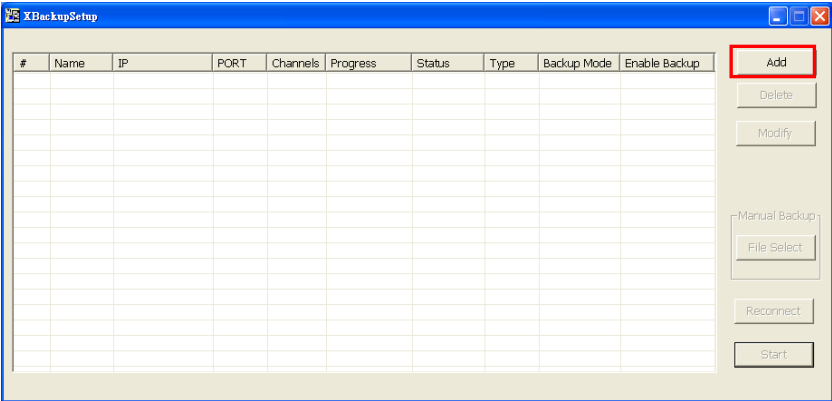 XBackupSetup
# Name IP PORT Channels Progress Status Type Backup Mode Enable Backup
Add
Delete
Modify
Manual Backup
File Select
Reconnect
Start